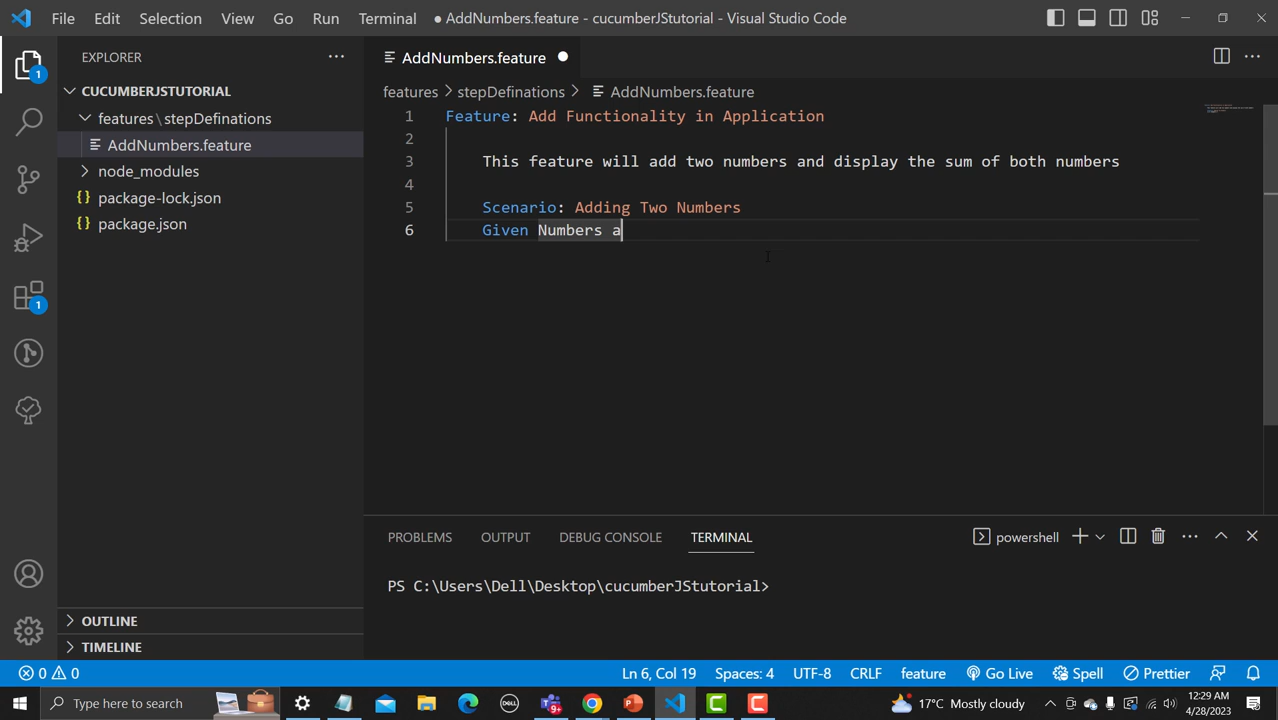 File Edit Selection View Go Run Terminal ● AddNumbers.feature - cucumberJStutorial - Visual Studio Code
EXPLORER
AddNumbers.feature
CUCUMBERJSTUTORIAL
features \ stepDefinations
AddNumbers.feature
node_modules
package-lock.json
package.json
features > stepDefinations > AddNumbers.feature
1 Feature: Add Functionality in Application
2
3 This feature will add two numbers and display the sum of both numbers
4
5 Scenario: Adding Two Numbers
6 Given Numbers a
PROBLEMS OUTPUT DEBUG CONSOLE TERMINAL powershell
PS C:\Users\Dell\Desktop\cucumberJStutorial>
OUTLINE
TIMELINE
0 0 Ln 6, Col 19 Spaces: 4 UTF-8 CRLF feature Go Live Spell Prettier
Type here to search 17°C Mostly cloudy 12:29 AM
4/28/2023
1
1
DELL
9